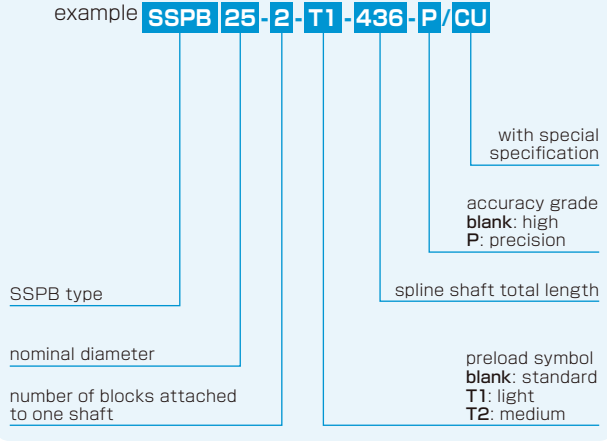 example SSPB 25 - 2 - T1 - 436 - P / CU
with special
specification
accuracy grade
blank: high
P: precision
SSPB type
spline shaft total length
nominal diameter
preload symbol
blank: standard
T1: light
T2: medium
number of blocks attached
to one shaft